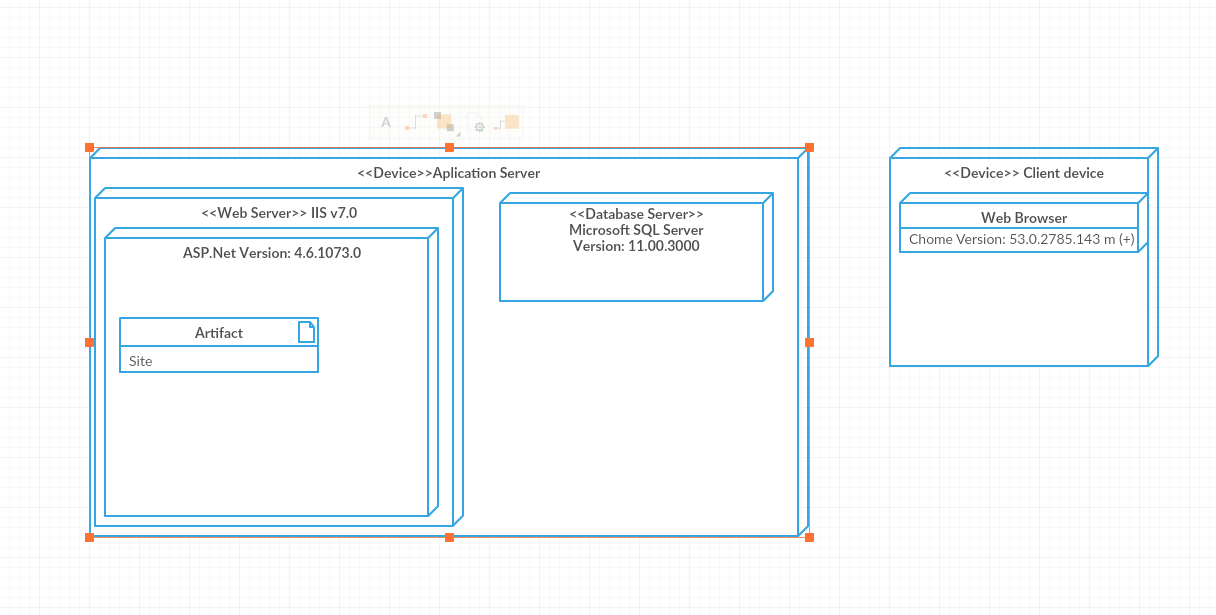 A
<<Device>>Aplication Server
<<Web Server>> IIS v7.0
ASP.Net Version: 4.6.1073.0
Artifact
Site
<<Database Server>>
Microsoft SQL Server
Version: 11.00.3000
<<Device>> Client device
Web Browser
Chome Version: 53.0.2785.143 m (+)